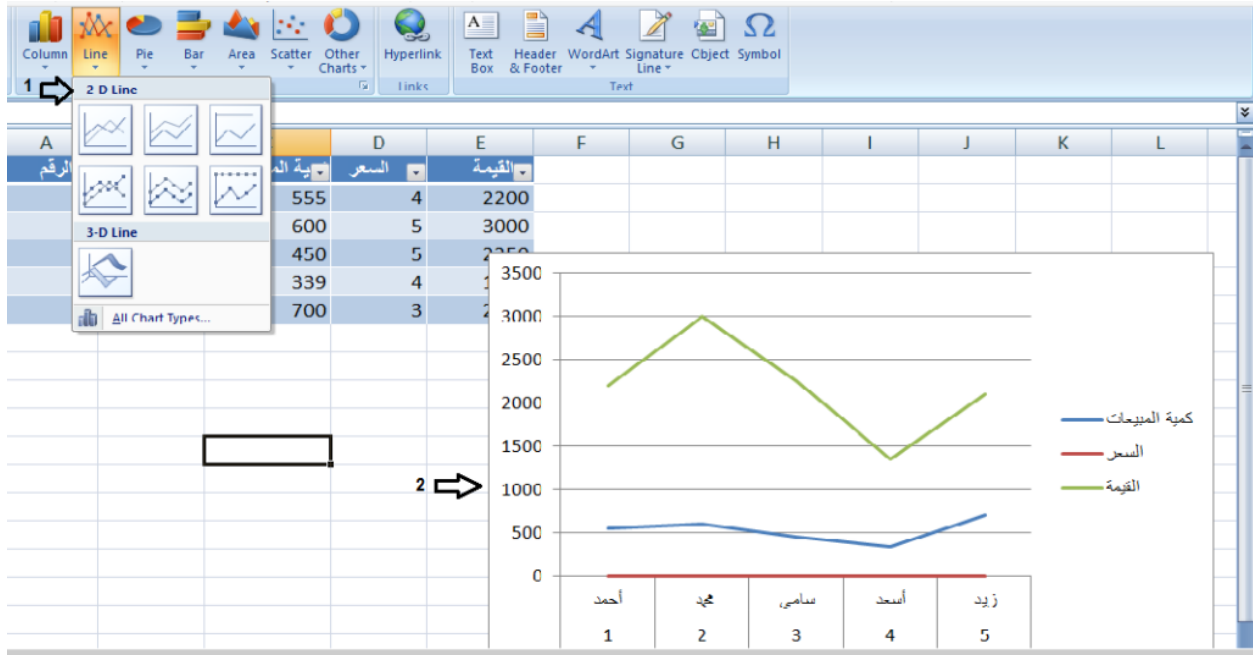 Column Line Pie Bar Area Scatter Other Charts Hyperlink Text Box Header & Footer WordArt Signature Line Object Symbol
Links Text
1
2 D Line
3-D Line
All Chart Types...
A D E F G H I J K L
الرقم السعر القيمة
555 4 2200
600 5 3000
450 5
339 4
700 3
3500
3000
2500
2000
1500
2 1000
500
0
كمية المبيعات
السعر
القيمة
أحمد محمد سامى أسعد زيد
1 2 3 4 5